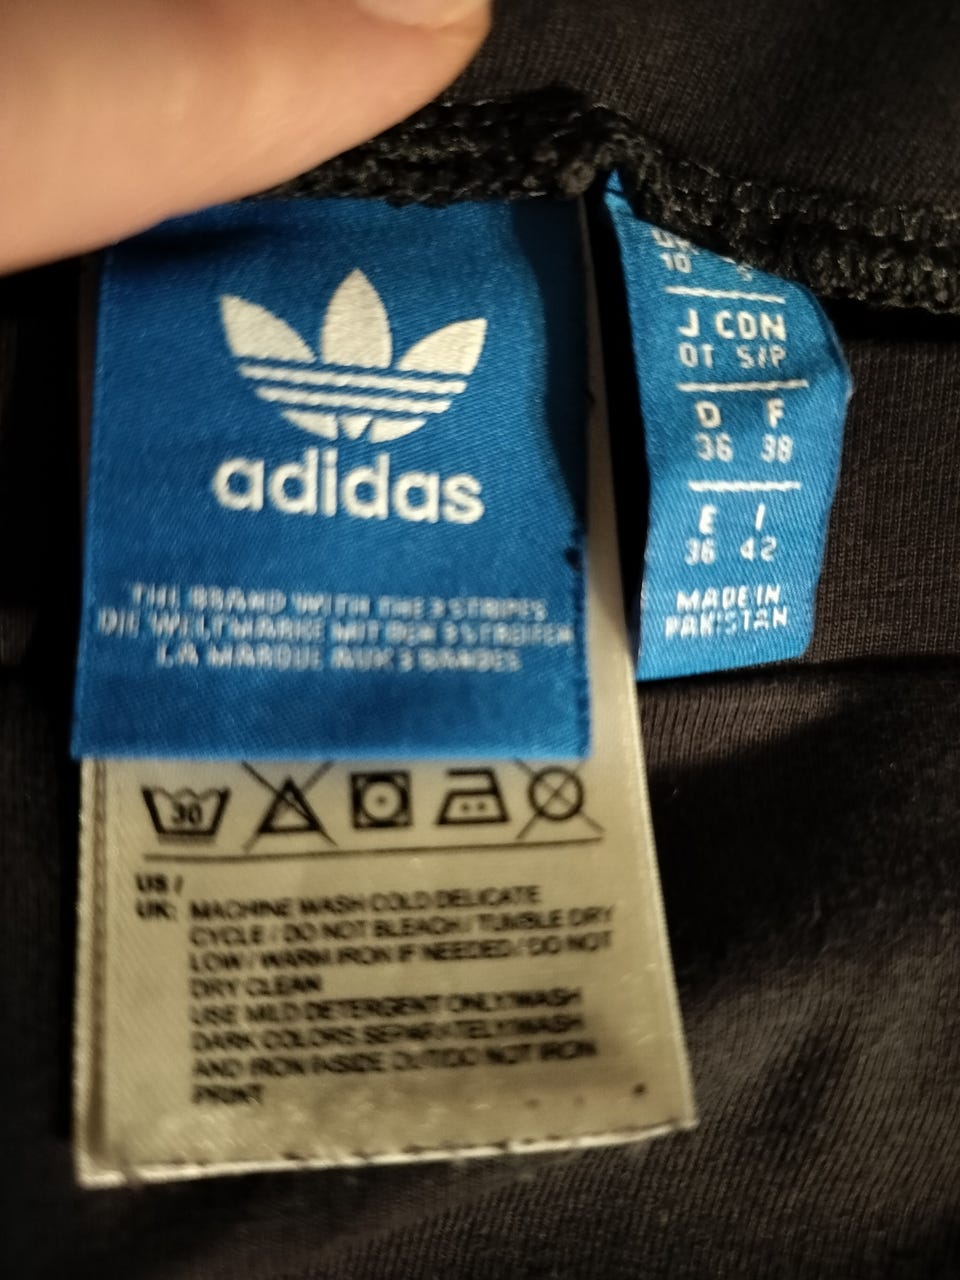 adidas
THE BRAND WITH THE 3 STRIPES
DIE WELTMARKE MIT DEN 3 STREIFEN
LA MARQUE AUX 3 BANDES
10 S
J CDN
OT S/P
D F
36 38
E I
36 42
MADE IN
PAKISTAN
30
US /
UK: MACHINE WASH COLD DELICATE
CYCLE / DO NOT BLEACH / TUMBLE DRY
LOW / WARM IRON IF NEEDED / DO NOT
DRY CLEAN
USE MILD DETERGENT ONLY/WASH
DARK COLORS SEPARATELY/WASH
AND IRON INSIDE OUT/DO NOT IRON
PRINT